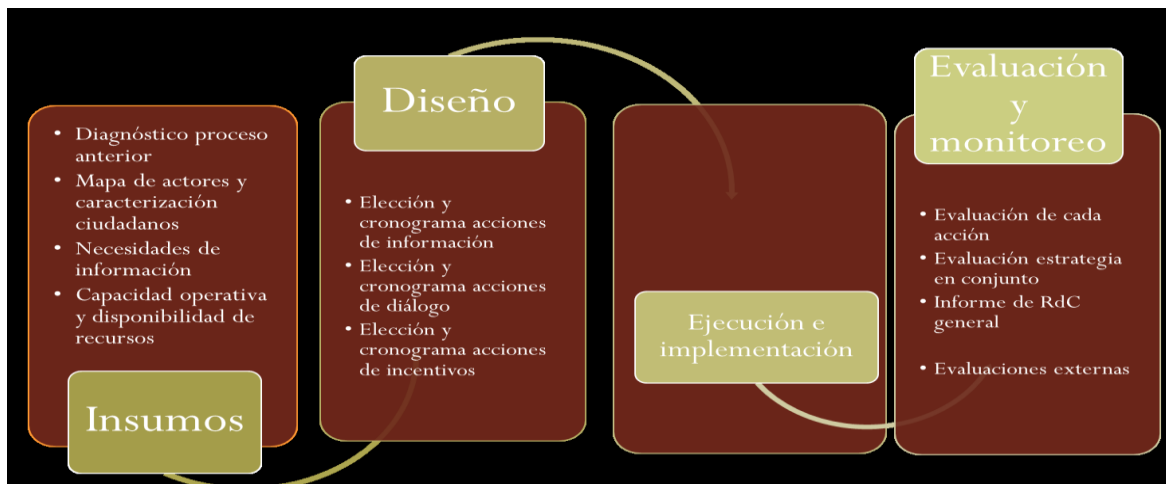 • Diagnóstico proceso
anterior
• Mapa de actores y
caracterización
ciudadanos
• Necesidades de
información
• Capacidad operativa
y disponibilidad de
recursos
Insumos
Diseño
• Elección y
cronograma acciones
de información
• Elección y
cronograma acciones
de diálogo
• Elección y
cronograma acciones
de incentivos
Ejecución e
implementación
Evaluación
y
monitoreo
• Evaluación de cada
acción
• Evaluación estrategia
en conjunto
• Informe de RdC
general
• Evaluaciones externas